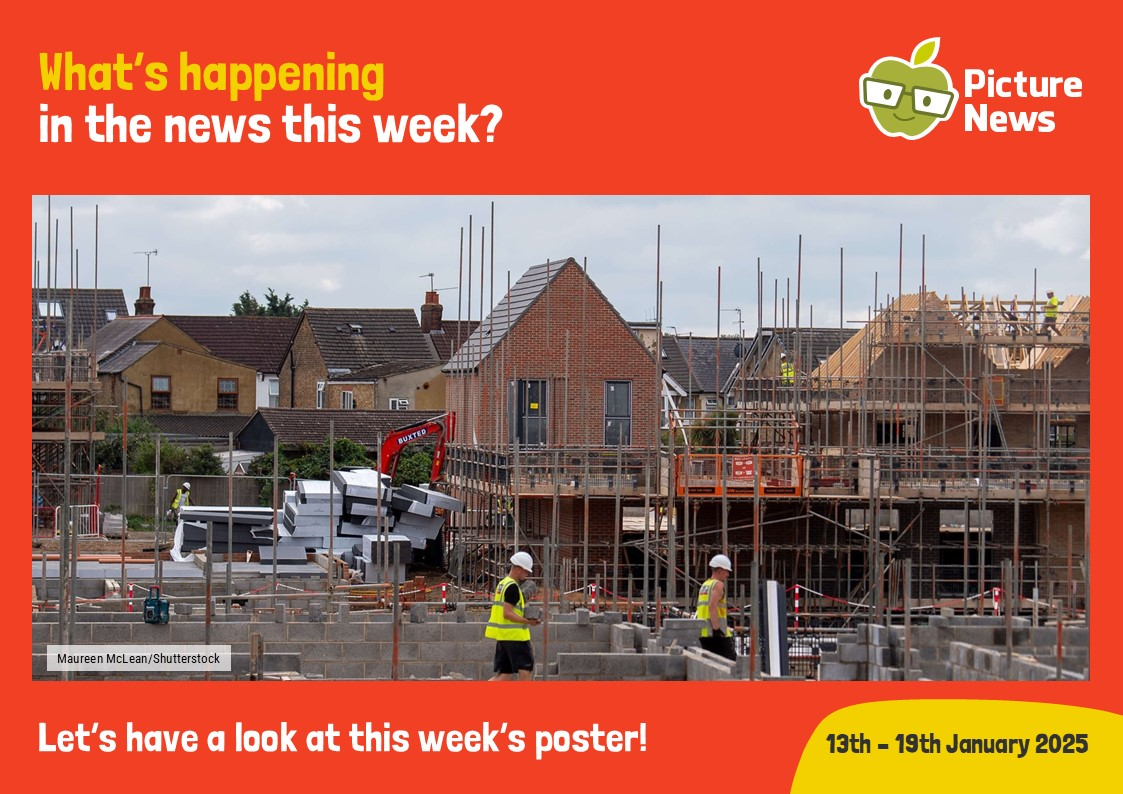 What's happening
in the news this week?
Picture
News
BUXTED
Maureen McLean/Shutterstock
Let's have a look at this week's poster!
13th – 19th January 2025